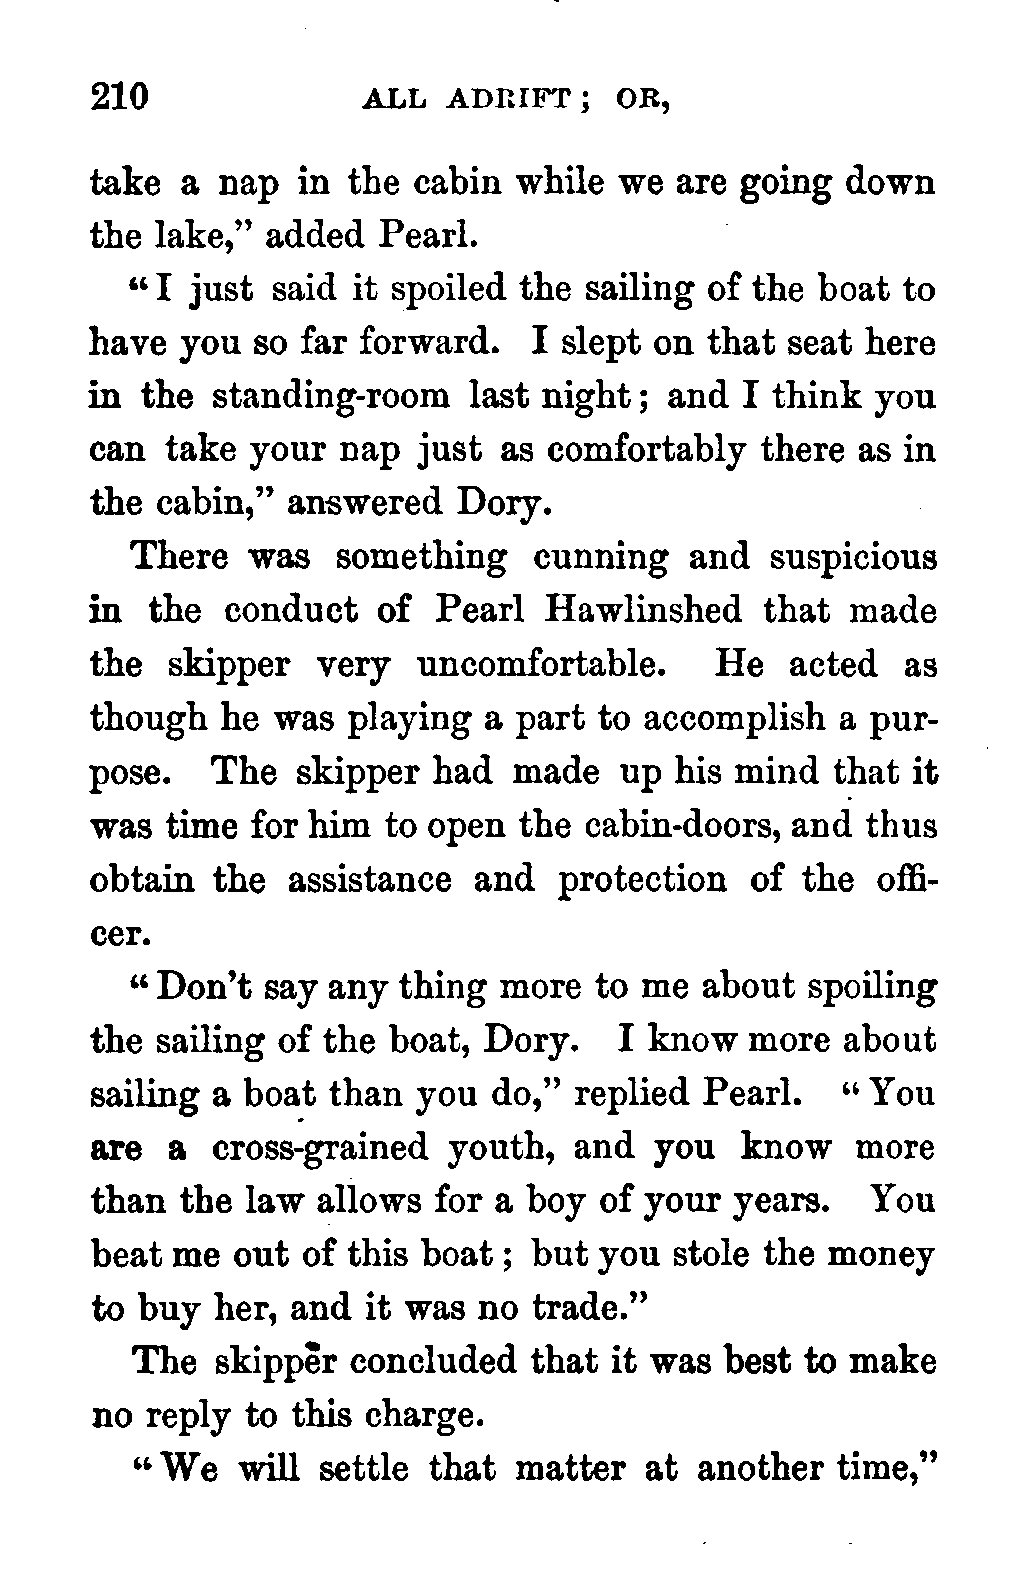 210 ALL ADRIFT; OR,
take a nap in the cabin while we are going down
the lake,” added Pearl.
“I just said it spoiled the sailing of the boat to
have you so far forward. I slept on that seat here
in the standing-room last night; and I think you
can take your nap just as comfortably there as in
the cabin,” answered Dory.
There was something cunning and suspicious
in the conduct of Pearl Hawlinshed that made
the skipper very uncomfortable. He acted as
though he was playing a part to accomplish a pur-
pose. The skipper had made up his mind that it
was time for him to open the cabin-doors, and thus
obtain the assistance and protection of the offi-
cer.
“Don’t say any thing more to me about spoiling
the sailing of the boat, Dory. I know more about
sailing a boat than you do,” replied Pearl. “You
are a cross-grained youth, and you know more
than the law allows for a boy of your years. You
beat me out of this boat; but you stole the money
to buy her, and it was no trade.”
The skipper concluded that it was best to make
no reply to this charge.
“We will settle that matter at another time,”